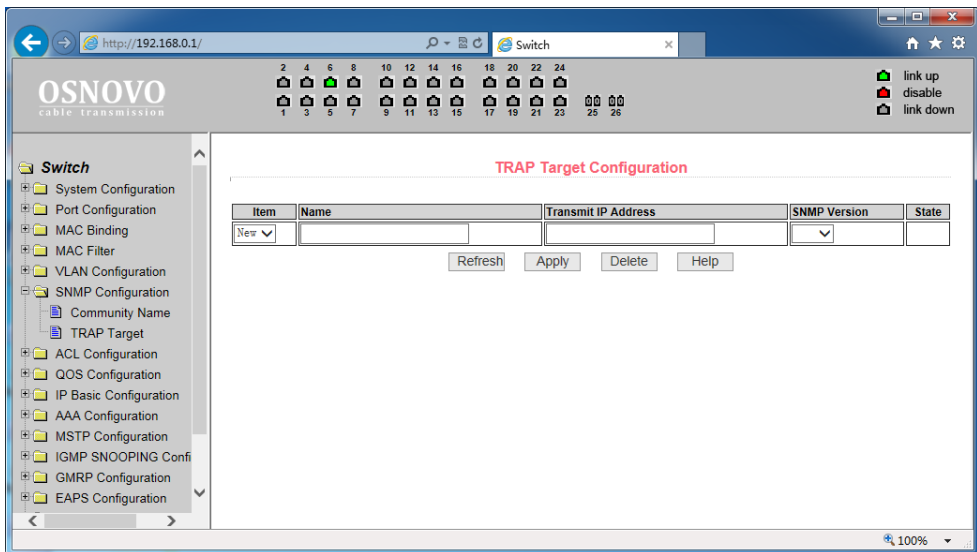 http://192.168.0.1/
Switch
OSNOVO
cable transmission
2 4 6 8 10 12 14 16 18 20 22 24
1 3 5 7 9 11 13 15 17 19 21 23 25 26
link up
disable
link down
Switch
System Configuration
Port Configuration
MAC Binding
MAC Filter
VLAN Configuration
SNMP Configuration
Community Name
TRAP Target
ACL Configuration
QOS Configuration
IP Basic Configuration
AAA Configuration
MSTP Configuration
IGMP SNOOPING Confi
GMRP Configuration
EAPS Configuration
TRAP Target Configuration
Item Name Transmit IP Address SNMP Version State
New
Refresh Apply Delete Help
100%